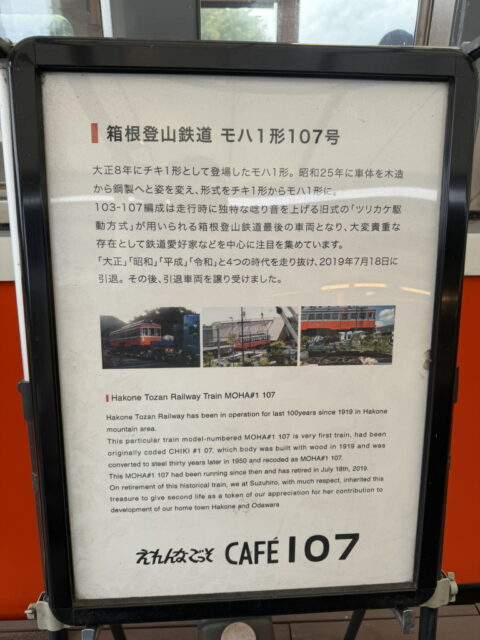 箱根登山鉄道 モハ1形107号
大正8年にチキ1形として登場したモハ1形。昭和25年に車体を木造
から鋼製へと姿を変え、形式をチキ1形からモハ1形に。
103-107編成は走行時に独特な唸り音を上げる旧式の「ツリカケ駆
動方式」が用いられる箱根登山鉄道最後の車両となり、大変貴重な
存在として鉄道愛好家などを中心に注目を集めています。
「大正」「昭和」「平成」「令和」と4つの時代を走り抜け、2019年7月18日に
引退。その後、引退車両を譲り受けました。
Hakone Tozan Railway Train MOHA#1 107
Hakone Tozan Railway has been in operation for last 100years since 1919 in Hakone
mountain area.
This particular train model-numbered MOHA#1 107 is very first train, had been
originally coded CHIKI #1 07, which body was built with wood in 1919 and was
converted to steel thirty years later in 1950 and recoded as MOHA#1 107.
This MOHA#1 107 had been running since then and has retired in July 18th, 2019.
On retirement of this historical train, we at Suzuhiro, with much respect, inherited this
treasure to give second life as a token of our appreciation for her contribution to
development of our home town Hakone and Odawara
えれんなごっそ CAFÉ 107